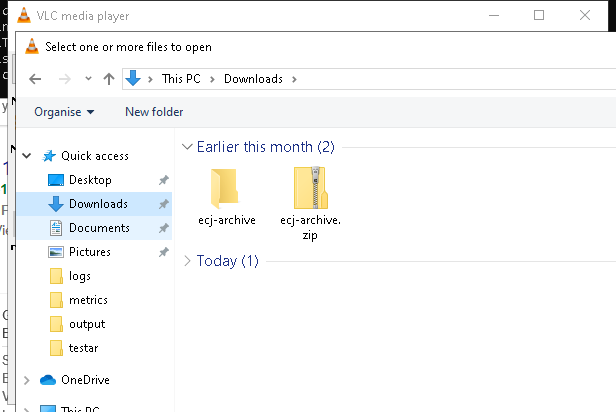 VLC media player
Select one or more files to open
This PC > Downloads >
Organise
New folder
Earlier this month (2)
Quick access
Desktop
Downloads
Documents
Pictures
logs
metrics
output
testar
OneDrive
This PC
ecj-archive
ecj-archive.
zip
Today (1)